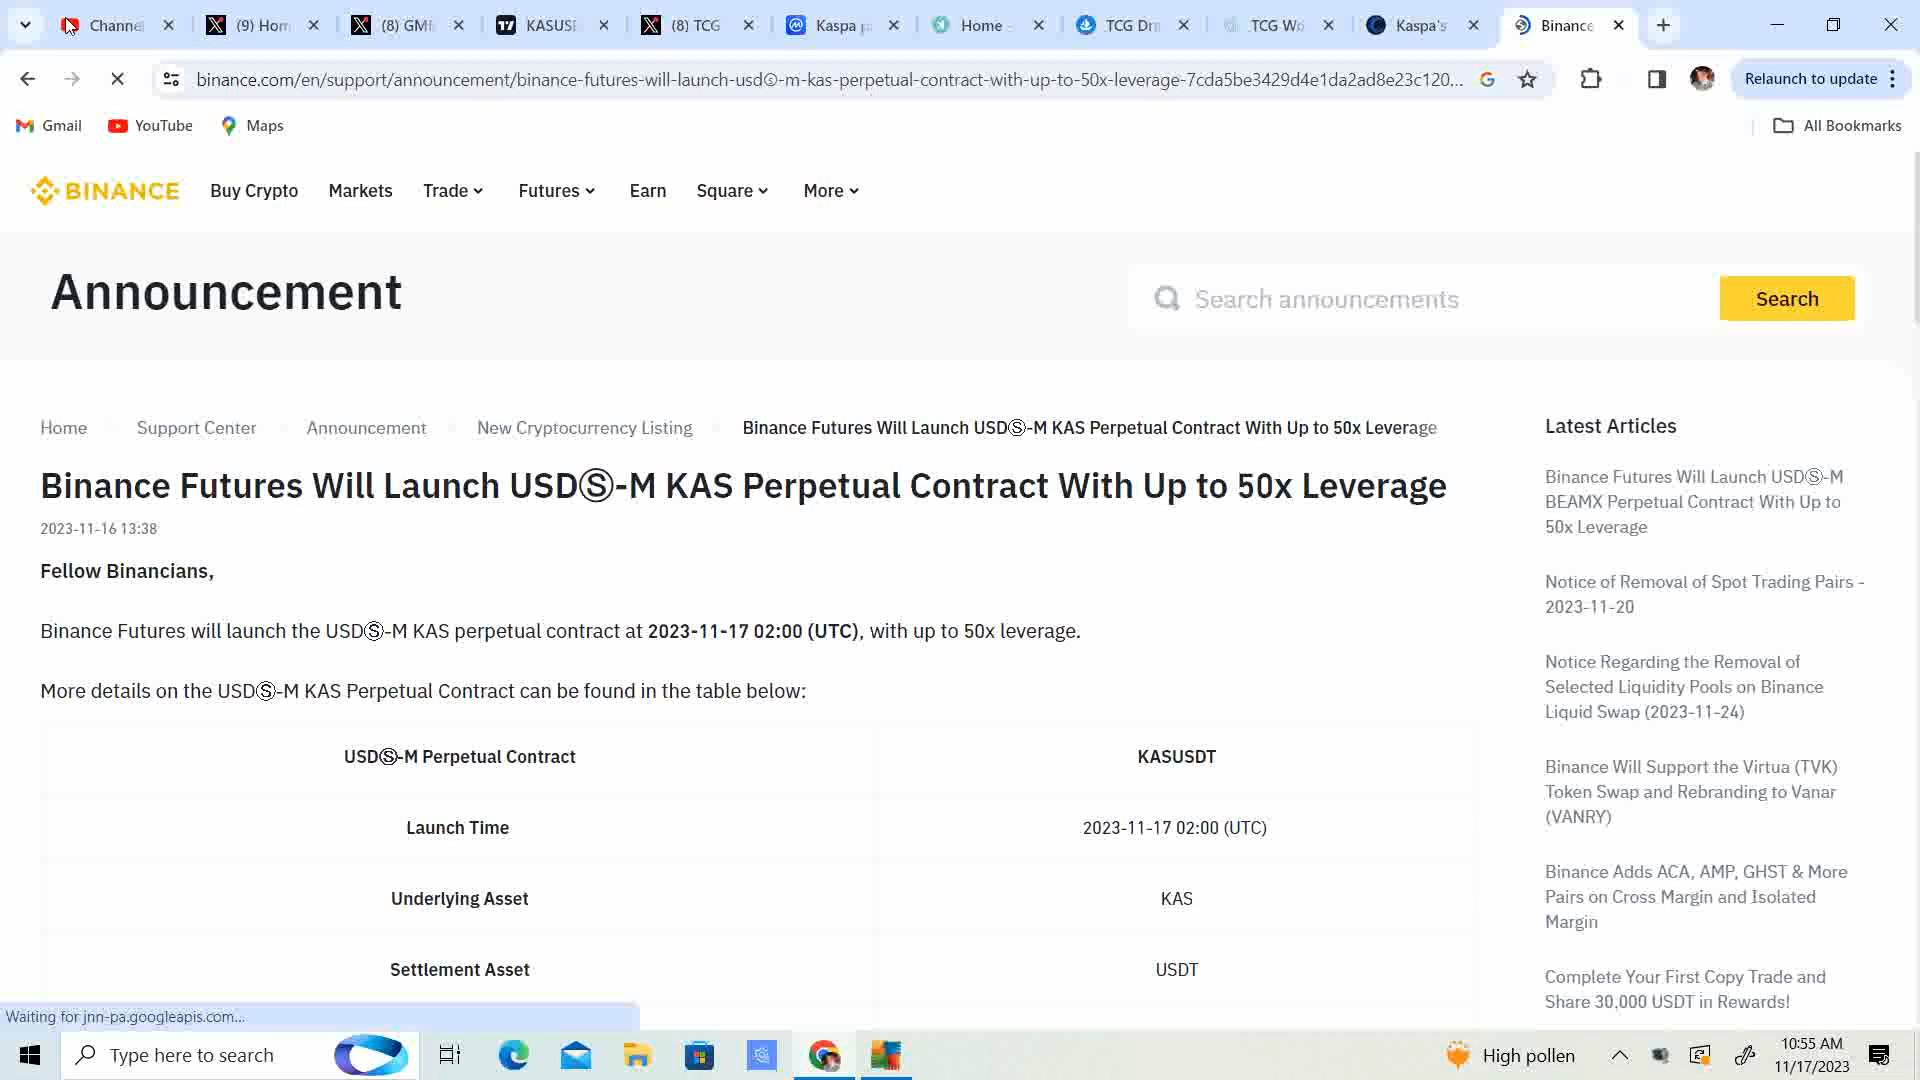 Channe
(9) Hom
(8) GM!
KASUSD
(8) TCG
Kaspa p
Home -
TCG Dr
TCG Wo
Kaspa's
Binance
binance.com/en/support/announcement/binance-futures-will-launch-usdⓢ-m-kas-perpetual-contract-with-up-to-50x-leverage-7cda5be3429d4e1da2ad8e23c120...
Relaunch to update
Gmail
YouTube
Maps
All Bookmarks
BINANCE
Buy Crypto
Markets
Trade
Futures
Earn
Square
More
Announcement
Search announcements
Search
Home
Support Center
Announcement
New Cryptocurrency Listing
Binance Futures Will Launch USDⓈ-M KAS Perpetual Contract With Up to 50x Leverage
Binance Futures Will Launch USDⓈ-M KAS Perpetual Contract With Up to 50x Leverage
2023-11-16 13:38
Fellow Binancians,
Binance Futures will launch the USDⓈ-M KAS perpetual contract at 2023-11-17 02:00 (UTC), with up to 50x leverage.
More details on the USDⓈ-M KAS Perpetual Contract can be found in the table below:
USDⓈ-M Perpetual Contract
KASUSDT
Launch Time
2023-11-17 02:00 (UTC)
Underlying Asset
KAS
Settlement Asset
USDT
Latest Articles
Binance Futures Will Launch USDⓈ-M
BEAMX Perpetual Contract With Up to
50x Leverage
Notice of Removal of Spot Trading Pairs -
2023-11-20
Notice Regarding the Removal of
Selected Liquidity Pools on Binance
Liquid Swap (2023-11-24)
Binance Will Support the Virtua (TVK)
Token Swap and Rebranding to Vanar
(VANRY)
Binance Adds ACA, AMP, GHST & More
Pairs on Cross Margin and Isolated
Margin
Complete Your First Copy Trade and
Share 30,000 USDT in Rewards!
Waiting for jnn-pa.googleapis.com...
Type here to search
High pollen
10:55 AM
11/17/2023